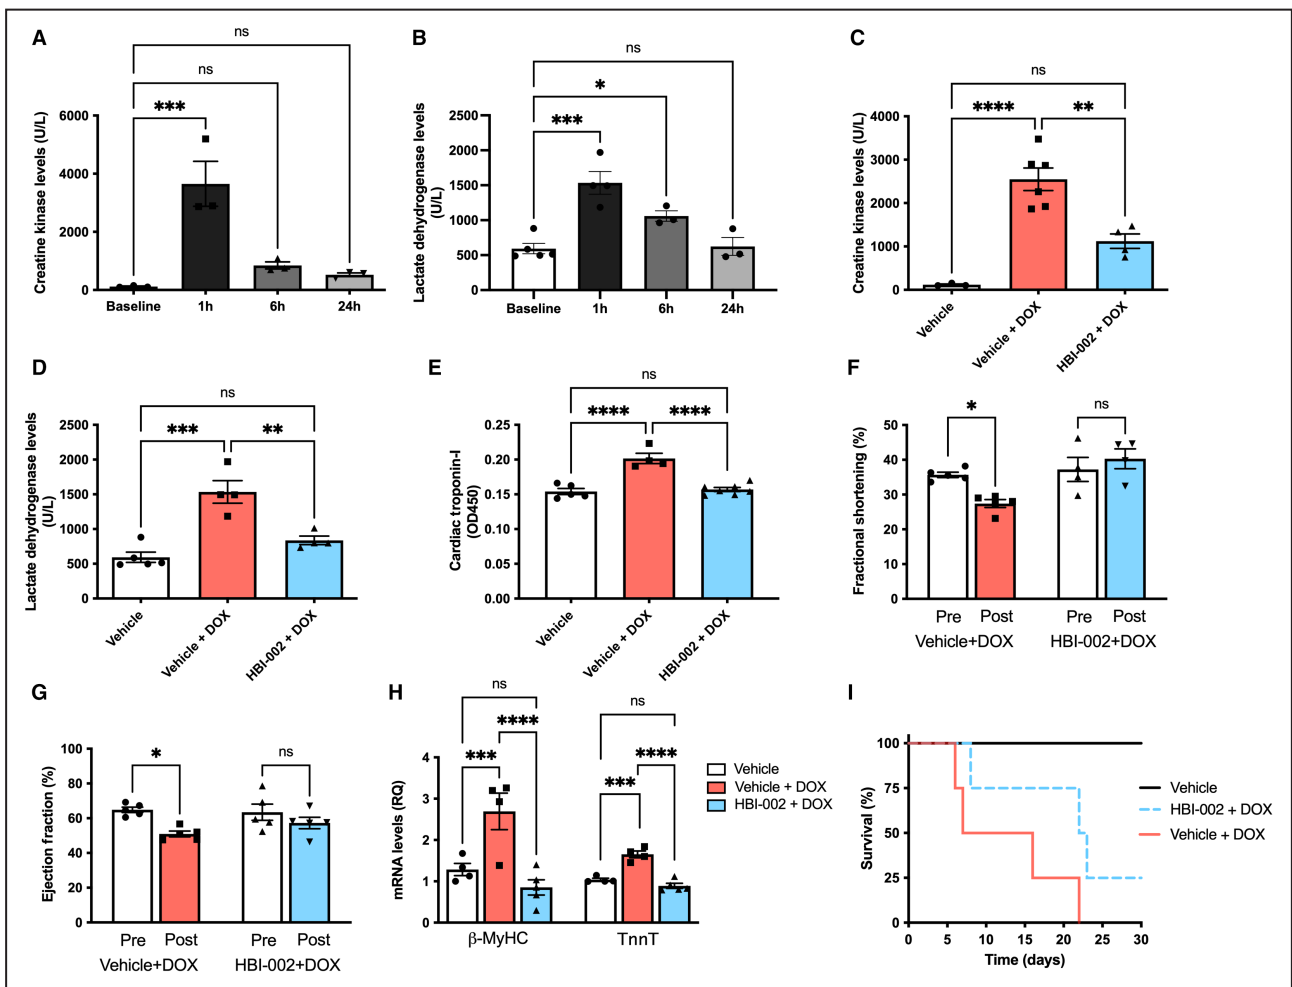 A
ns
ns
***
Creatine kinase levels (U/L)
6000
4000
2000
0
Baseline
1h
6h
24h
B
ns
*
***
Lactate dehydrogenase levels
(U/L)
2500
2000
1500
1000
500
0
Baseline
1h
6h
24h
C
ns
****
**
Creatine kinase levels (U/L)
4000
3000
2000
1000
0
Vehicle
Vehicle + DOX
HBI-002 + DOX
D
ns
***
**
Lactate dehydrogenase levels
(U/L)
2500
2000
1500
1000
500
0
Vehicle
Vehicle + DOX
HBI-002 + DOX
E
ns
****
****
Cardiac troponin-I
(OD450)
0.25
0.20
0.15
0.10
0.05
0.00
Vehicle
Vehicle + DOX
HBI-002 + DOX
F
*
ns
Fractional shortening (%)
50
40
30
20
10
0
Pre
Post
Pre
Post
Vehicle+DOX
HBI-002+DOX
G
*
ns
Ejection fraction (%)
100
80
60
40
20
0
Pre
Post
Pre
Post
Vehicle+DOX
HBI-002+DOX
H
ns
****
***
ns
****
***
mRNA levels (RQ)
4
3
2
1
0
β-MyHC
TnnT
Vehicle
Vehicle + DOX
HBI-002 + DOX
I
Survival (%)
100
75
50
25
0
0
5
10
15
20
25
30
Time (days)
Vehicle
HBI-002 + DOX
Vehicle + DOX